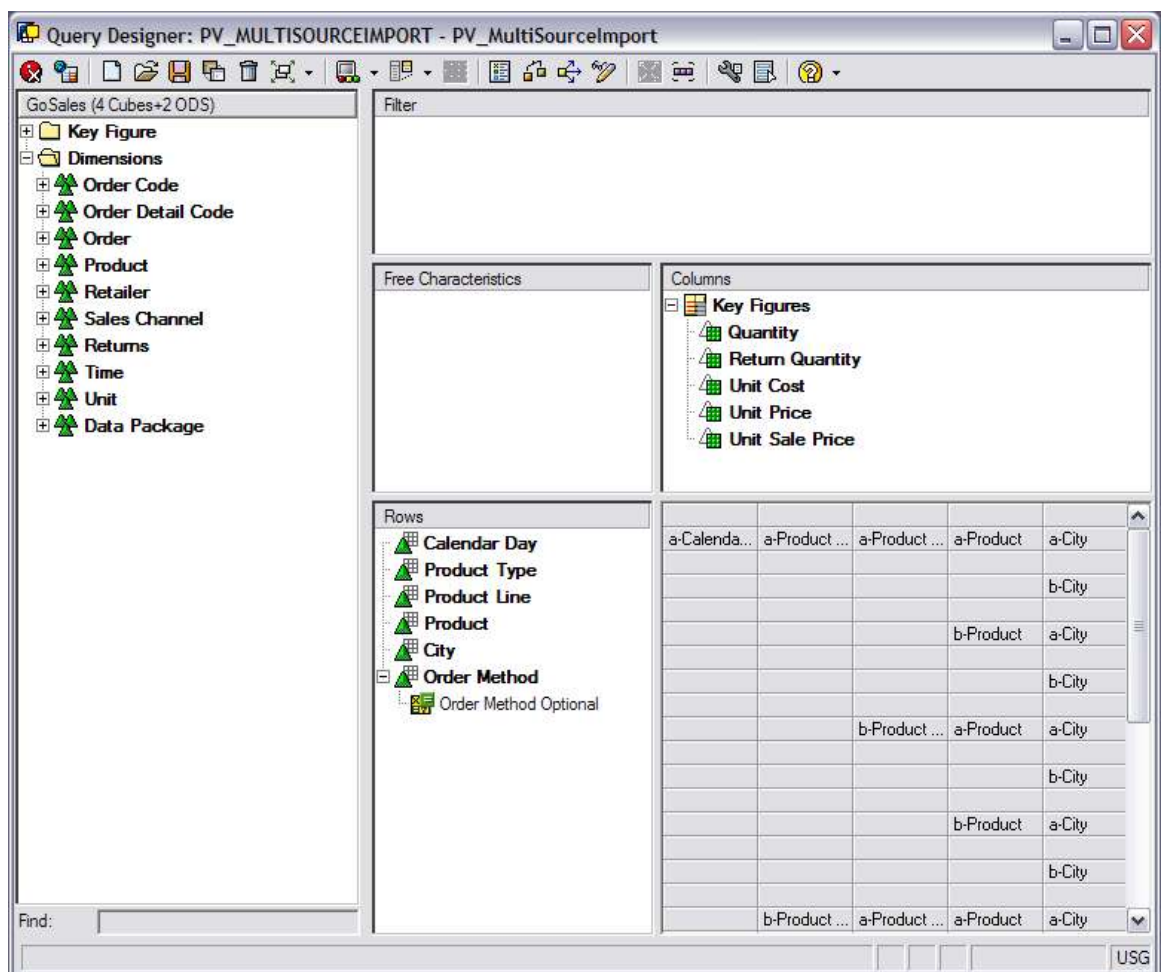 Query Designer: PV_MULTISOURCEIMPORT - PV_MultiSourceImport
GoSales (4 Cubes+2 ODS)
Key Figure
Dimensions
Order Code
Order Detail Code
Order
Product
Retailer
Sales Channel
Returns
Time
Unit
Data Package
Find:
Filter
Free Characteristics
Columns
Key Figures
Quantity
Return Quantity
Unit Cost
Unit Price
Unit Sale Price
Rows
Calendar Day
Product Type
Product Line
Product
City
Order Method
Order Method Optional
a-Calenda... a-Product ... a-Product ... a-Product a-City
b-City
b-Product a-City
b-City
b-Product ... a-Product a-City
b-City
b-Product a-City
b-City
b-Product ... a-Product ... a-Product a-City
USG